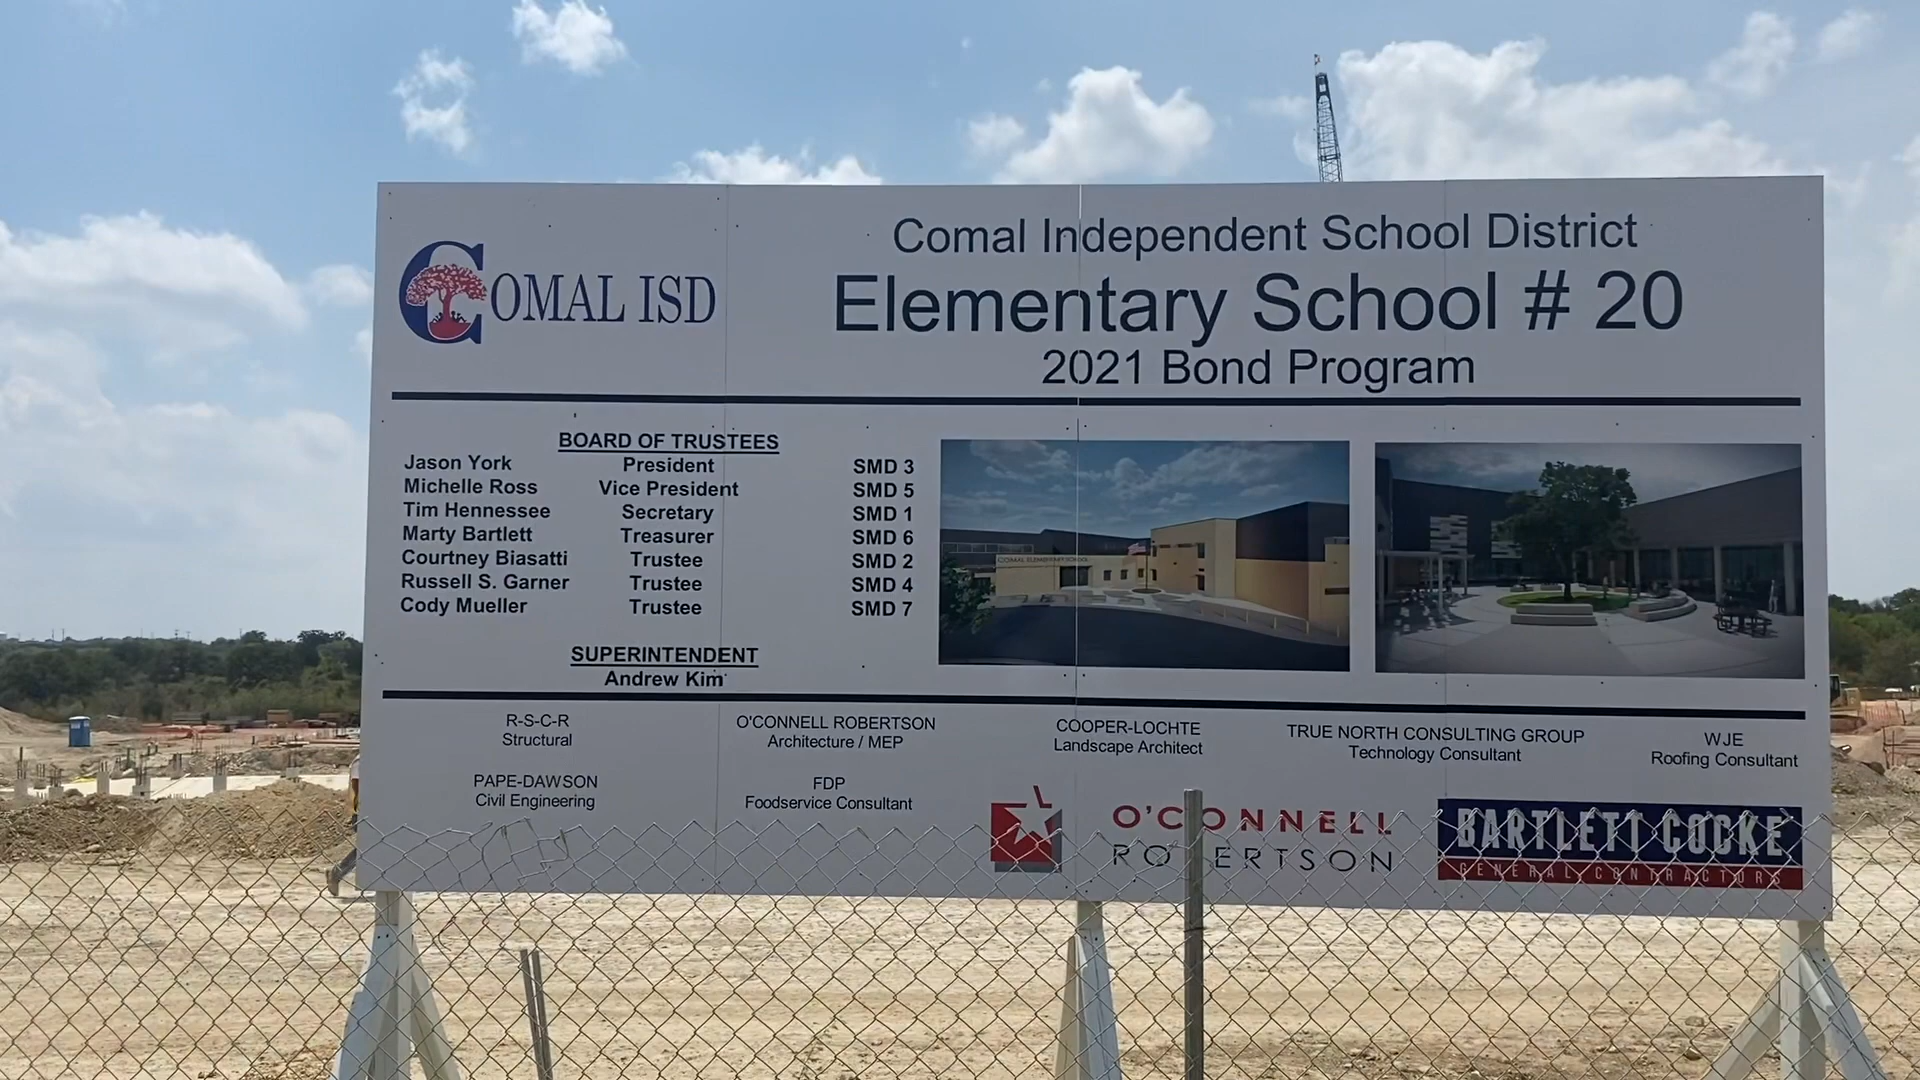 COMAL ISD
Comal Independent School District
Elementary School # 20
2021 Bond Program
BOARD OF TRUSTEES
Jason York President SMD 3
Michelle Ross Vice President SMD 5
Tim Hennessee Secretary SMD 1
Marty Bartlett Treasurer SMD 6
Courtney Biasatti Trustee SMD 2
Russell S. Garner Trustee SMD 4
Cody Mueller Trustee SMD 7
SUPERINTENDENT
Andrew Kim
COMAL ELEMENTARY SCHOOL
R-S-C-R
Structural
O'CONNELL ROBERTSON
Architecture / MEP
COOPER-LOCHTE
Landscape Architect
TRUE NORTH CONSULTING GROUP
Technology Consultant
WJE
Roofing Consultant
PAPE-DAWSON
Civil Engineering
FDP
Foodservice Consultant
O'CONNELL
ROBERTSON
BARTLETT COCKE
GENERAL CONTRACTORS